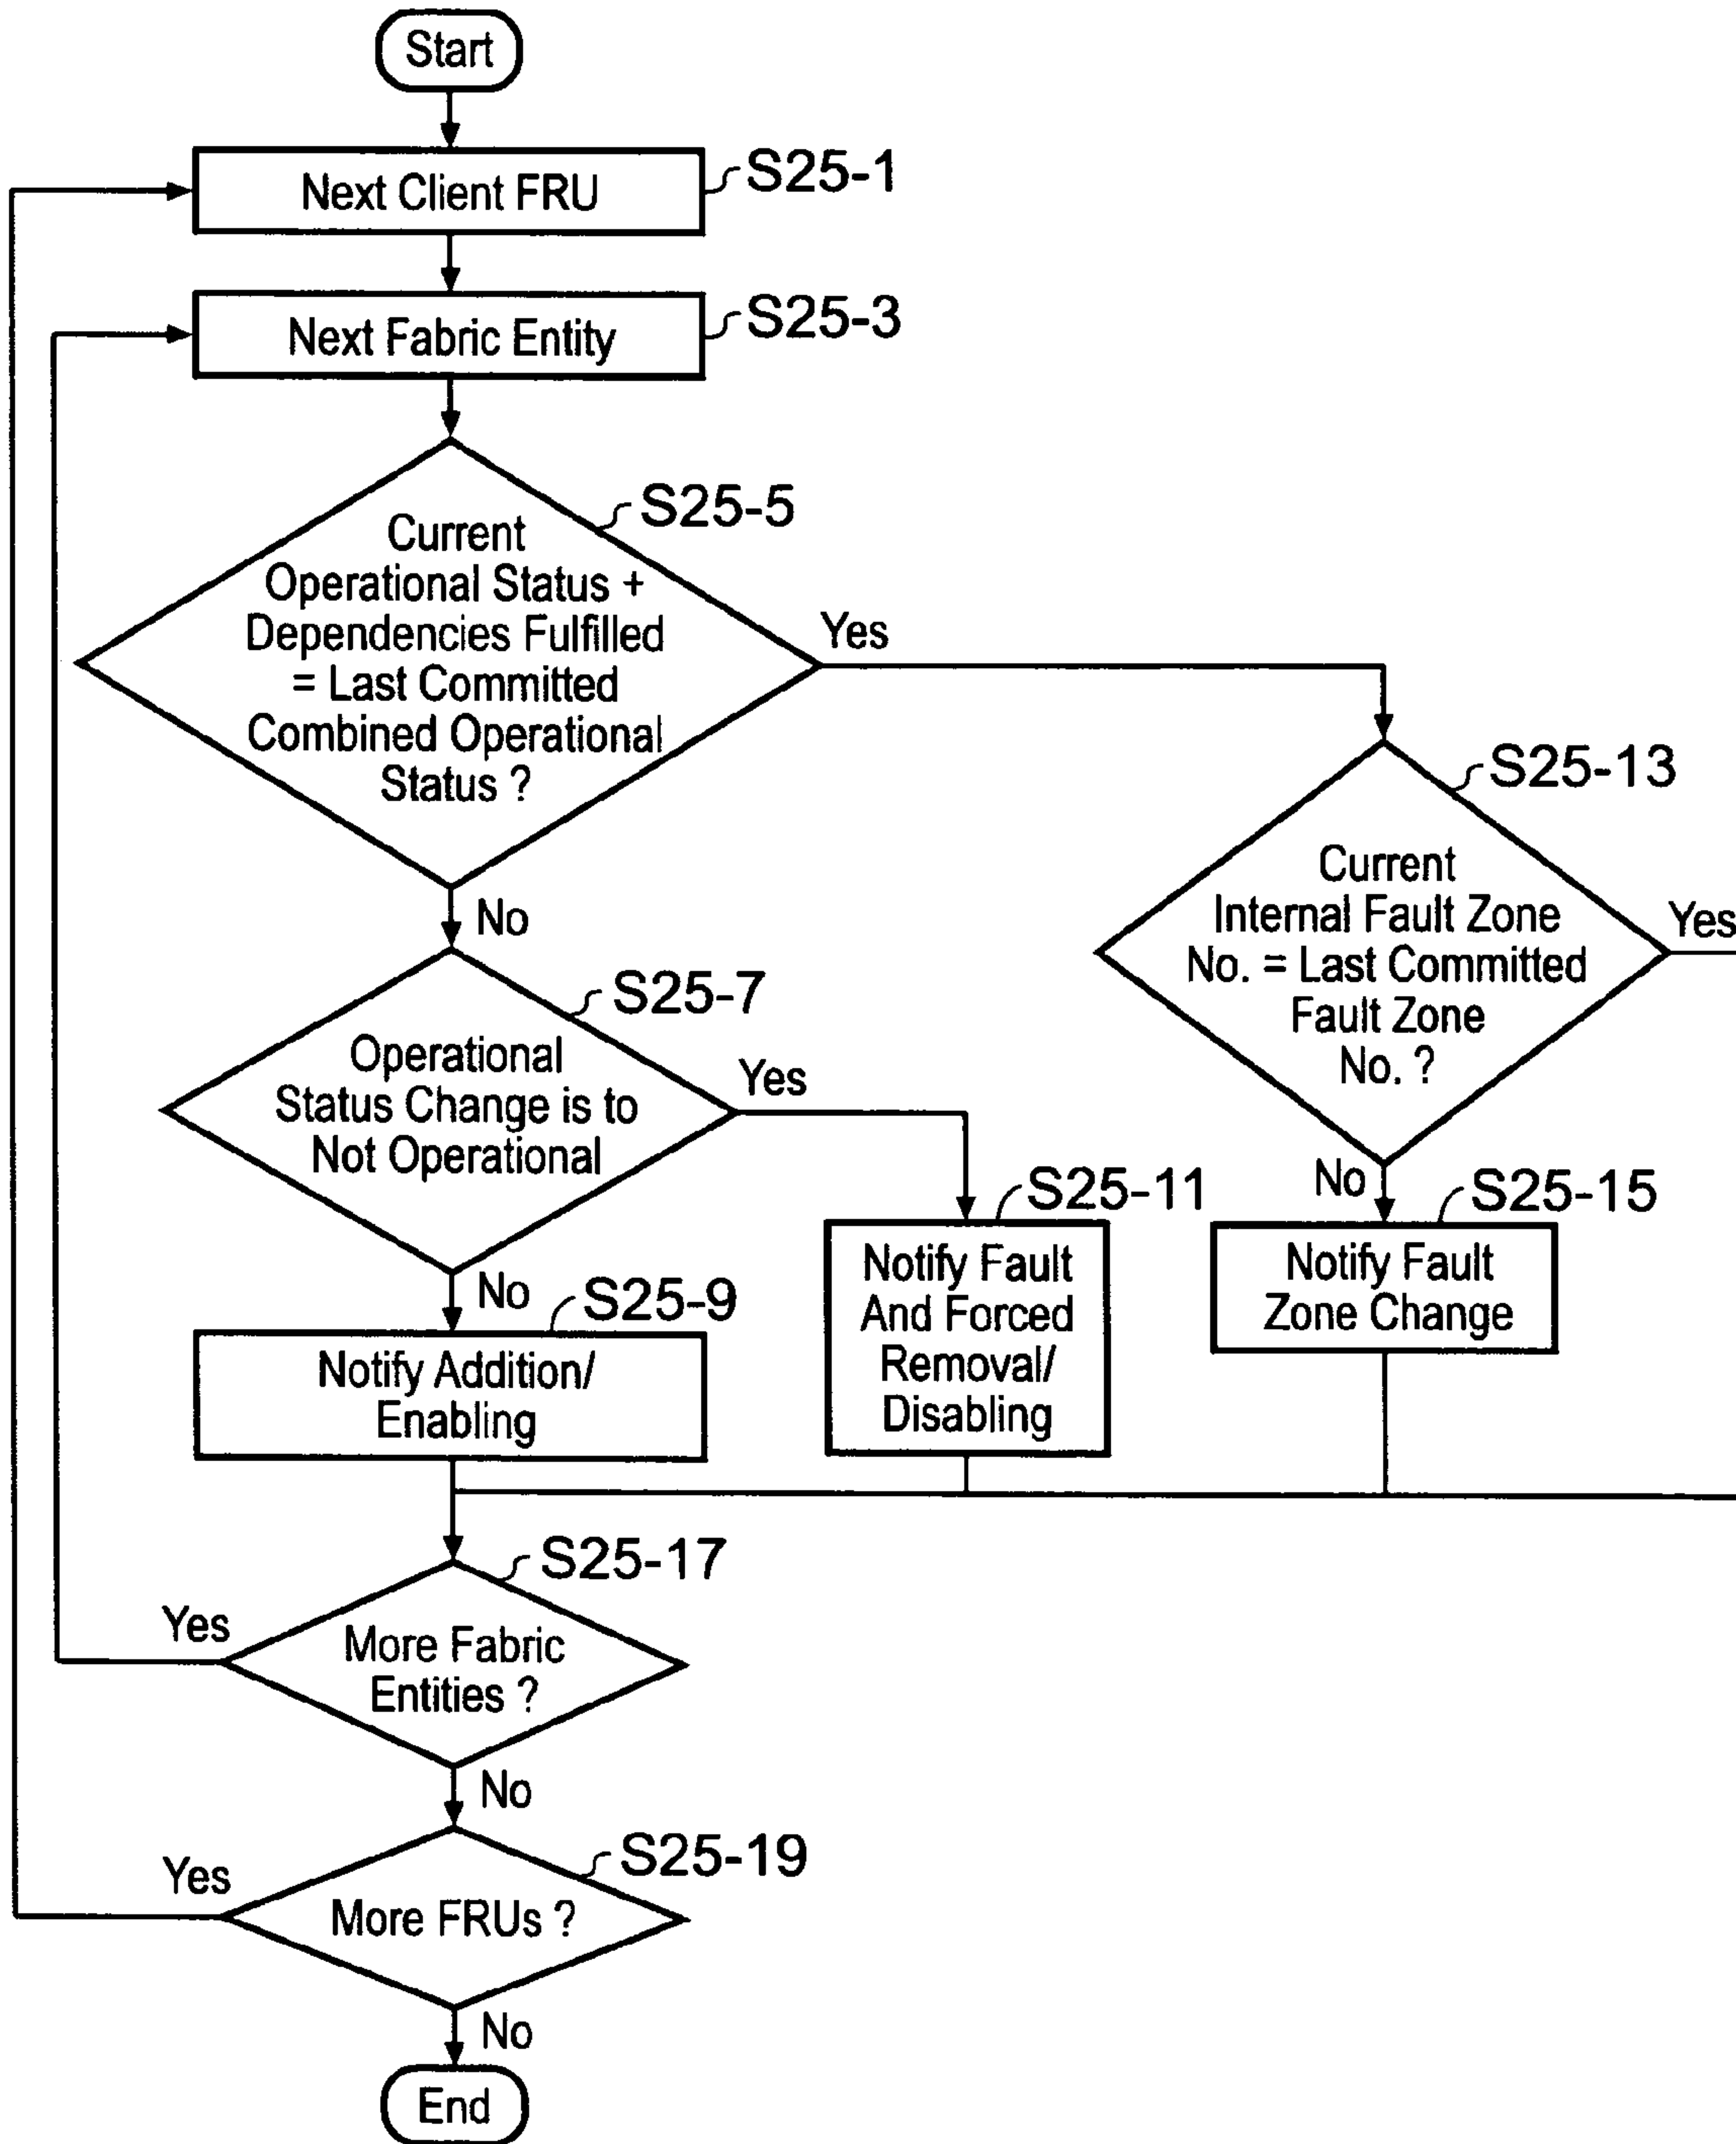 Start
Next Client FRU
S25-1
Next Fabric Entity
S25-3
Current
Operational Status +
Dependencies Fulfilled
= Last Committed
Combined Operational
Status ?
S25-5
Yes
No
Current
Internal Fault Zone
No. = Last Committed
Fault Zone
No. ?
S25-13
Yes
No
Operational
Status Change is to
Not Operational
S25-7
Yes
No
Notify Addition/
Enabling
S25-9
Notify Fault
And Forced
Removal/
Disabling
S25-11
Notify Fault
Zone Change
S25-15
More Fabric
Entities ?
S25-17
Yes
No
More FRUs ?
S25-19
Yes
No
End